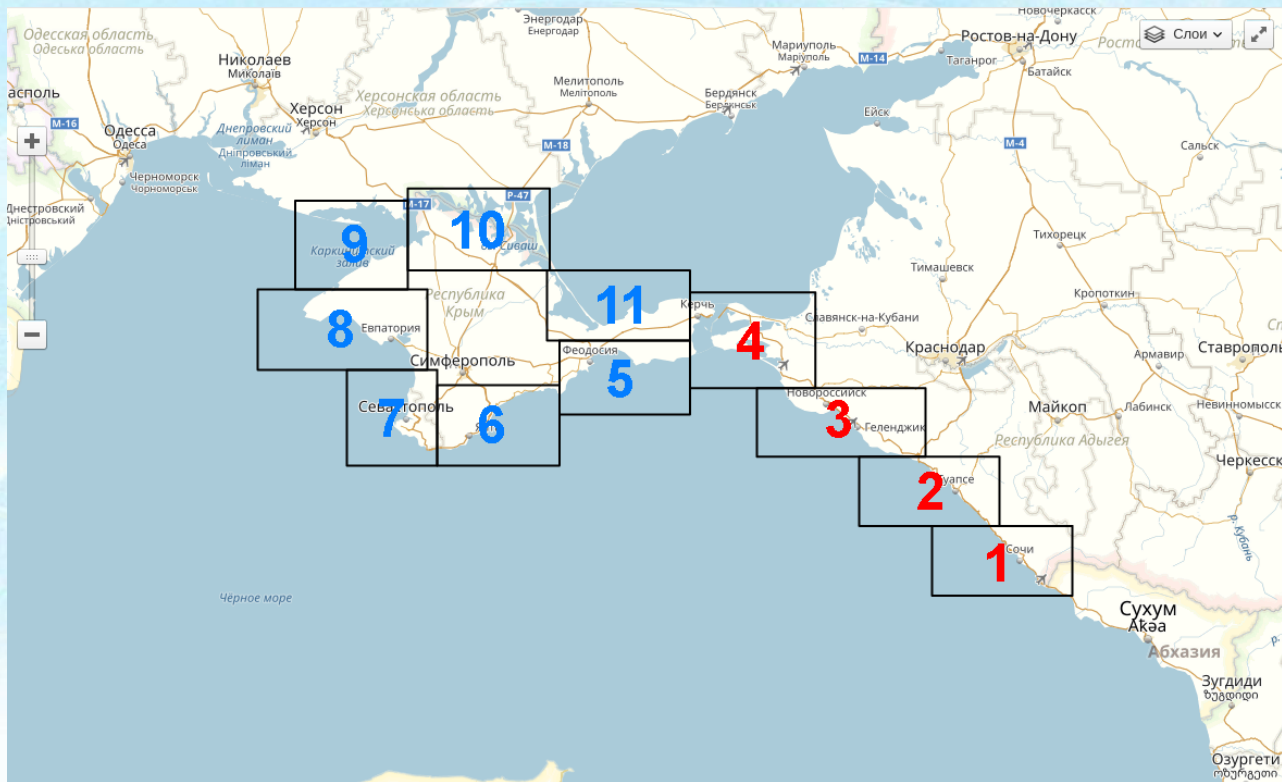 Одесская область
Одеська область
Энергодар
Енергодар
Новочеркасск
Слои
Николаев
Миколаїв
Мариуполь
Маріуполь
М-14
Ростов-на-Дону
Таганрог
Батайск
Мелитополь
Мелітополь
Херсонская область
Херсонська область
Бердянск
Бердянськ
Херсон
Херсон
Ейск
М-16
Одесса
Одеса
Днепровский
лиман
Дніпровський
лиман
М-18
М-4
Сальск
Черноморск
Чорноморськ
Днестровский
Дністровський
М-17
Р-47
10
оз. Сиваш
9
Каркинитский
залив
Тихорецк
Тимашевск
Кропоткин
Республика
Крым
11
Керчь
Славянск-на-Кубани
8
Евпатория
4
Краснодар
Армавир
Ставрополь
Симферополь
Феодосия
5
Новороссийск
3
Геленджик
Майкоп
Лабинск
Невинномысск
Севастополь
7
6
Республика Адыгея
Черкесск
2
Туапсе
р. Кубань
1
Сочи
Чёрное море
Сухум
Аҟәа
Абхазия
Зугдиди
ზუგდიდი
Озургети
ოზურგეთი